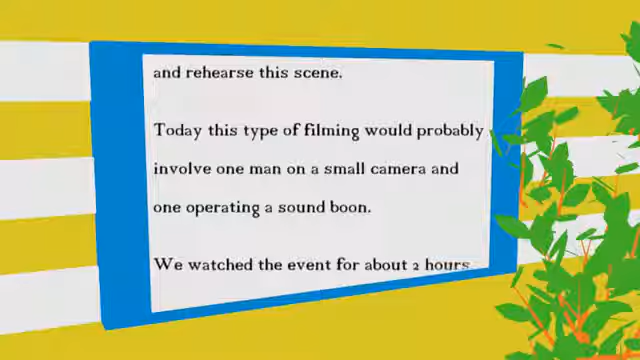 and rehearse this scene.
Today this type of filming would probably
involve one man on a small camera and
one operating a sound boon.
We watched the event for about 2 hours